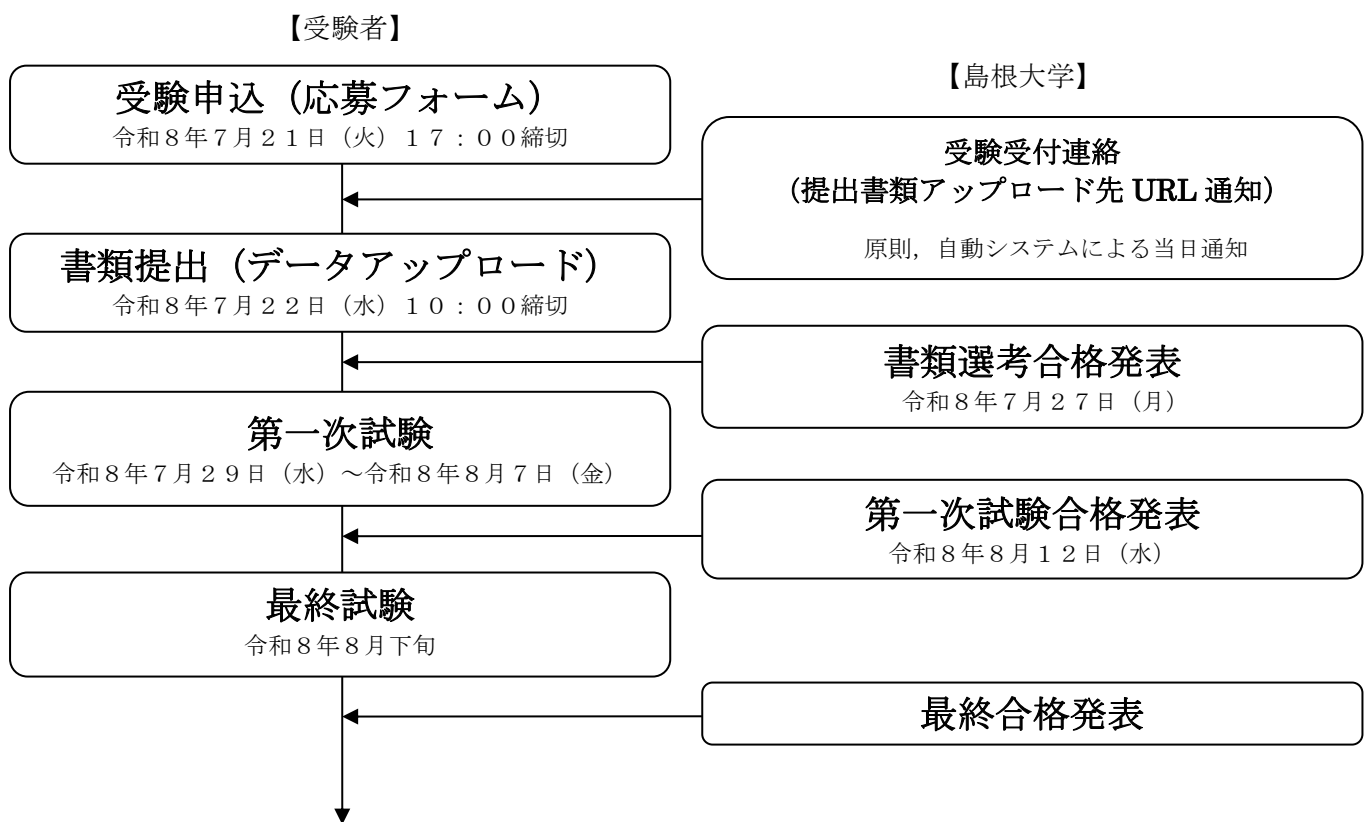 【受験者】
受験申込（応募フォーム）
令和８年７月２１日（火）１７：００締切
【島根大学】
受験受付連絡
（提出書類アップロード先 URL 通知）
原則，自動システムによる当日通知
書類提出（データアップロード）
令和８年７月２２日（水）１０：００締切
書類選考合格発表
令和８年７月２７日（月）
第一次試験
令和８年７月２９日（水）～令和８年８月７日（金）
第一次試験合格発表
令和８年８月１２日（水）
最終試験
令和８年８月下旬
最終合格発表